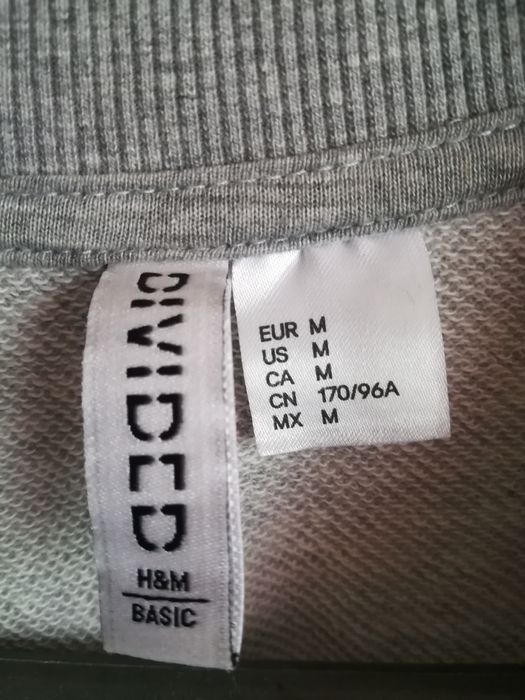 DIVIDED
H&M
BASIC
EUR M
US M
CA M
CN 170/96A
MX M